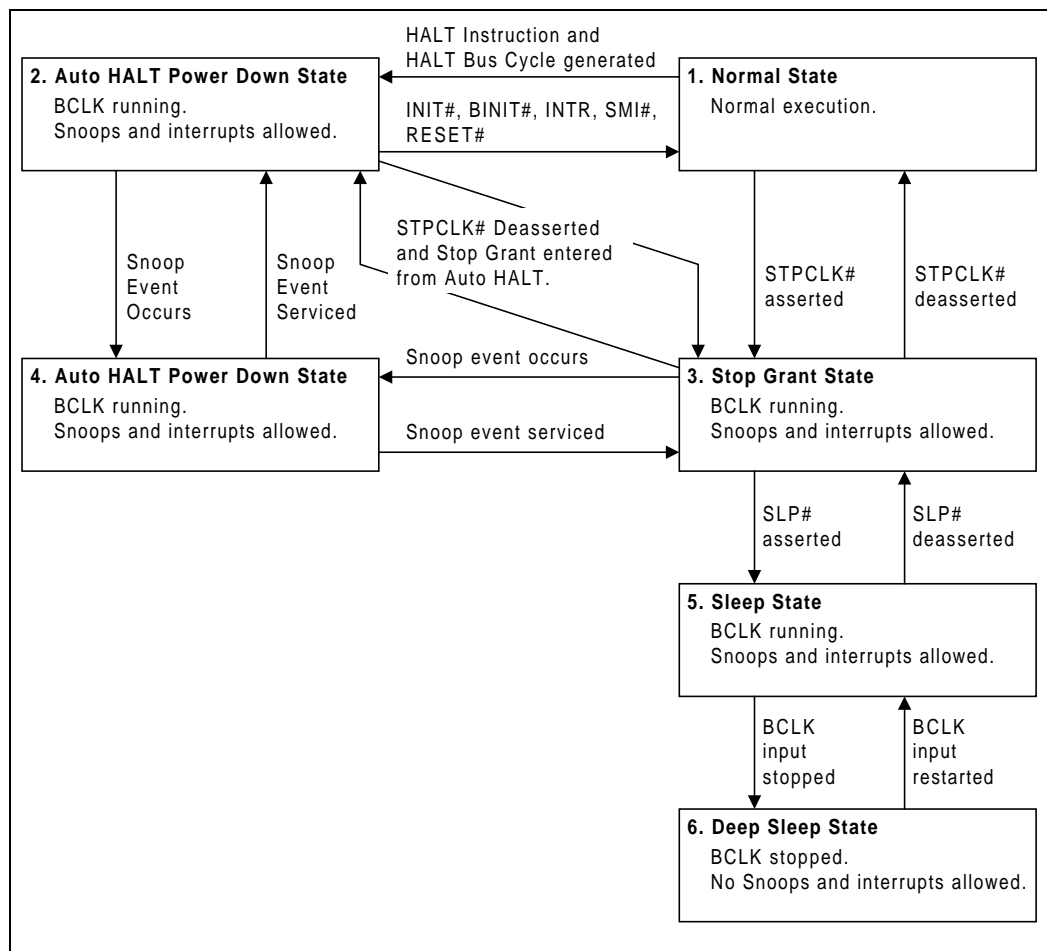 HALT Instruction and
HALT Bus Cycle generated
2. Auto HALT Power Down State
BCLK running.
Snoops and interrupts allowed.
1. Normal State
Normal execution.
INIT#, BINIT#, INTR, SMI#,
RESET#
STPCLK# Deasserted
and Stop Grant entered
from Auto HALT.
Snoop
Event
Occurs
Snoop
Event
Serviced
STPCLK#
asserted
STPCLK#
deasserted
4. Auto HALT Power Down State
BCLK running.
Snoops and interrupts allowed.
Snoop event occurs
Snoop event serviced
3. Stop Grant State
BCLK running.
Snoops and interrupts allowed.
SLP#
asserted
SLP#
deasserted
5. Sleep State
BCLK running.
Snoops and interrupts allowed.
BCLK
input
stopped
BCLK
input
restarted
6. Deep Sleep State
BCLK stopped.
No Snoops and interrupts allowed.